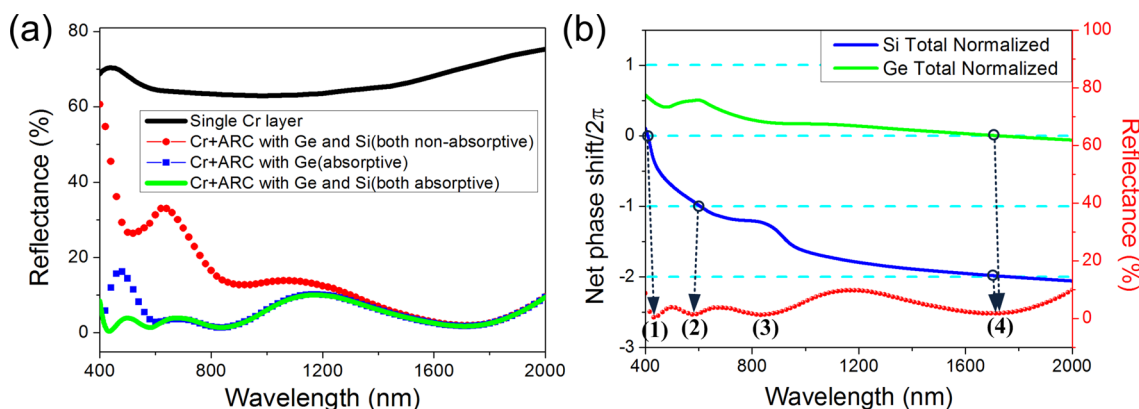 (a)
80
60
40
20
0
Reflectance (%)
Single Cr layer
Cr+ARC with Ge and Si(both non-absorptive)
Cr+ARC with Ge(absorptive)
Cr+ARC with Ge and Si(both absorptive)
400
800
1200
1600
2000
Wavelength (nm)
(b)
1
0
-1
-2
-3
Net phase shift/2π
Si Total Normalized
Ge Total Normalized
(1)
(2)
(3)
(4)
400
800
1200
1600
2000
Wavelength (nm)
100
80
60
40
20
0
Reflectance (%)